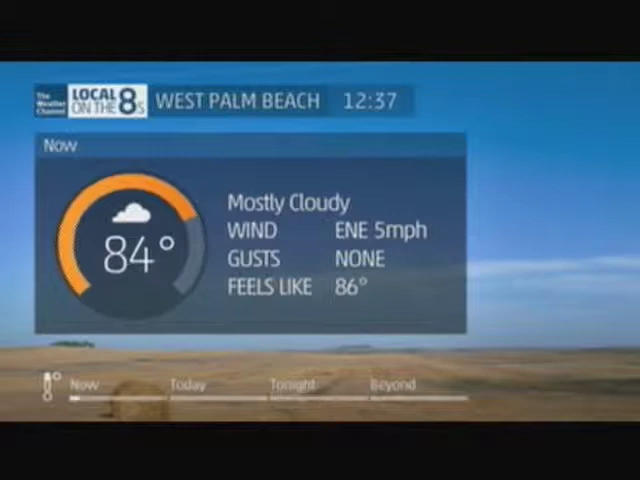 The Weather Channel
LOCAL ON THE 8s
WEST PALM BEACH 12:37
Now
84°
Mostly Cloudy
WIND ENE 5mph
GUSTS NONE
FEELS LIKE 86°
Now Today Tonight Beyond